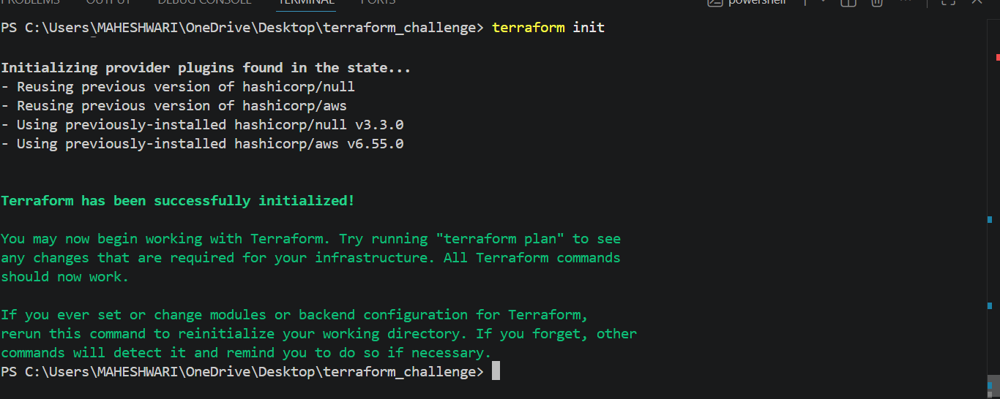 PROBLEMS OUTPUT DEBUG CONSOLE TERMINAL PORTS powershell
PS C:\Users\MAHESHWARI\OneDrive\Desktop\terraform_challenge> terraform init
Initializing provider plugins found in the state...
- Reusing previous version of hashicorp/null
- Reusing previous version of hashicorp/aws
- Using previously-installed hashicorp/null v3.3.0
- Using previously-installed hashicorp/aws v6.55.0
Terraform has been successfully initialized!
You may now begin working with Terraform. Try running "terraform plan" to see
any changes that are required for your infrastructure. All Terraform commands
should now work.
If you ever set or change modules or backend configuration for Terraform,
rerun this command to reinitialize your working directory. If you forget, other
commands will detect it and remind you to do so if necessary.
PS C:\Users\MAHESHWARI\OneDrive\Desktop\terraform_challenge>